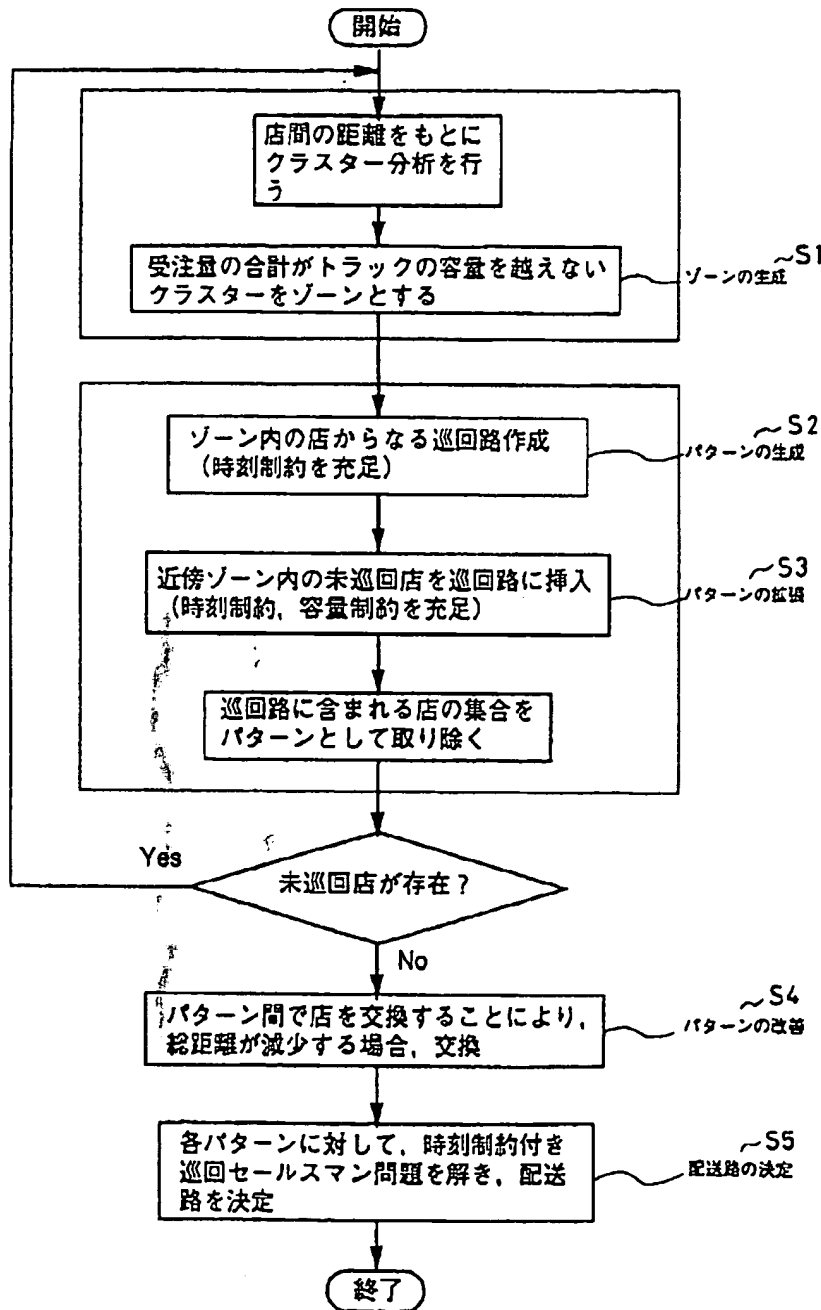 開始
店間の距離をもとに
クラスター分析を行
う
受注量の合計がトラックの容量を越えない
クラスターをゾーンとする
~S1
ゾーンの生成
ゾーン内の店からなる巡回路作成
(時刻制約を充足)
~S2
パターンの生成
近傍ゾーン内の未巡回店を巡回路に挿入
(時刻制約,容量制約を充足)
~S3
パターンの拡張
巡回路に含まれる店の集合を
パターンとして取り除く
未巡回店が存在?
Yes
No
パターン間で店を交換することにより,
総距離が減少する場合,交換
~S4
パターンの改善
各パターンに対して,時刻制約付き
巡回セールスマン問題を解き,配送
路を決定
~S5
配送路の決定
終了